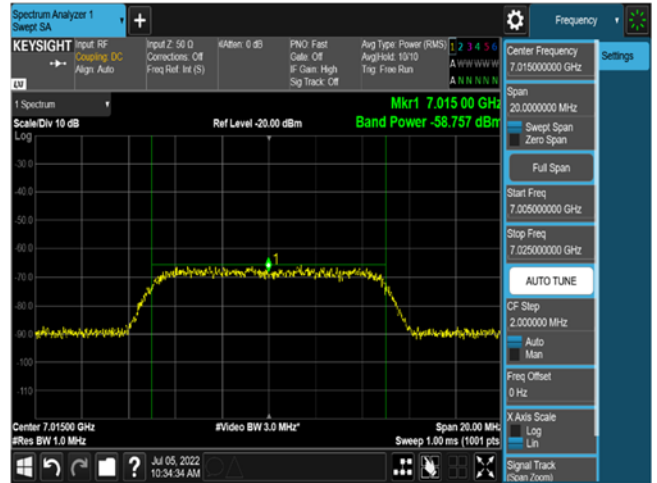 Spectrum Analyzer 1
Swept SA
+
Frequency
KEYSIGHT
Input: RF
Coupling: DC
Align: Auto
Input Z: 50 Ω
Corrections: Off
Freq Ref: Int (S)
#Atten: 0 dB
PNO: Fast
Gate: Off
IF Gain: High
Sig Track: Off
Avg Type: Power (RMS)
Avg|Hold: 10/10
Trig: Free Run
1 2 3 4 5 6
A W W W W W
A N N N N N
Settings
Center Frequency
7.015000000 GHz
Span
20.0000000 MHz
Swept Span
Zero Span
Full Span
Start Freq
7.005000000 GHz
Stop Freq
7.025000000 GHz
AUTO TUNE
CF Step
2.000000 MHz
Auto
Man
Freq Offset
0 Hz
X Axis Scale
Log
Lin
Signal Track
(Span Zoom)
1 Spectrum
Scale/Div 10 dB
Ref Level -20.00 dBm
Mkr1 7.015 00 GHz
Band Power -58.757 dBm
Log
-30.0
-40.0
-50.0
-60.0
-70.0
-80.0
-90.0
-100
-110
1
Center 7.01500 GHz
#Res BW 1.0 MHz
#Video BW 3.0 MHz*
Span 20.00 MHz
Sweep 1.00 ms (1001 pts
?
Jul 05, 2022
10:34:34 AM